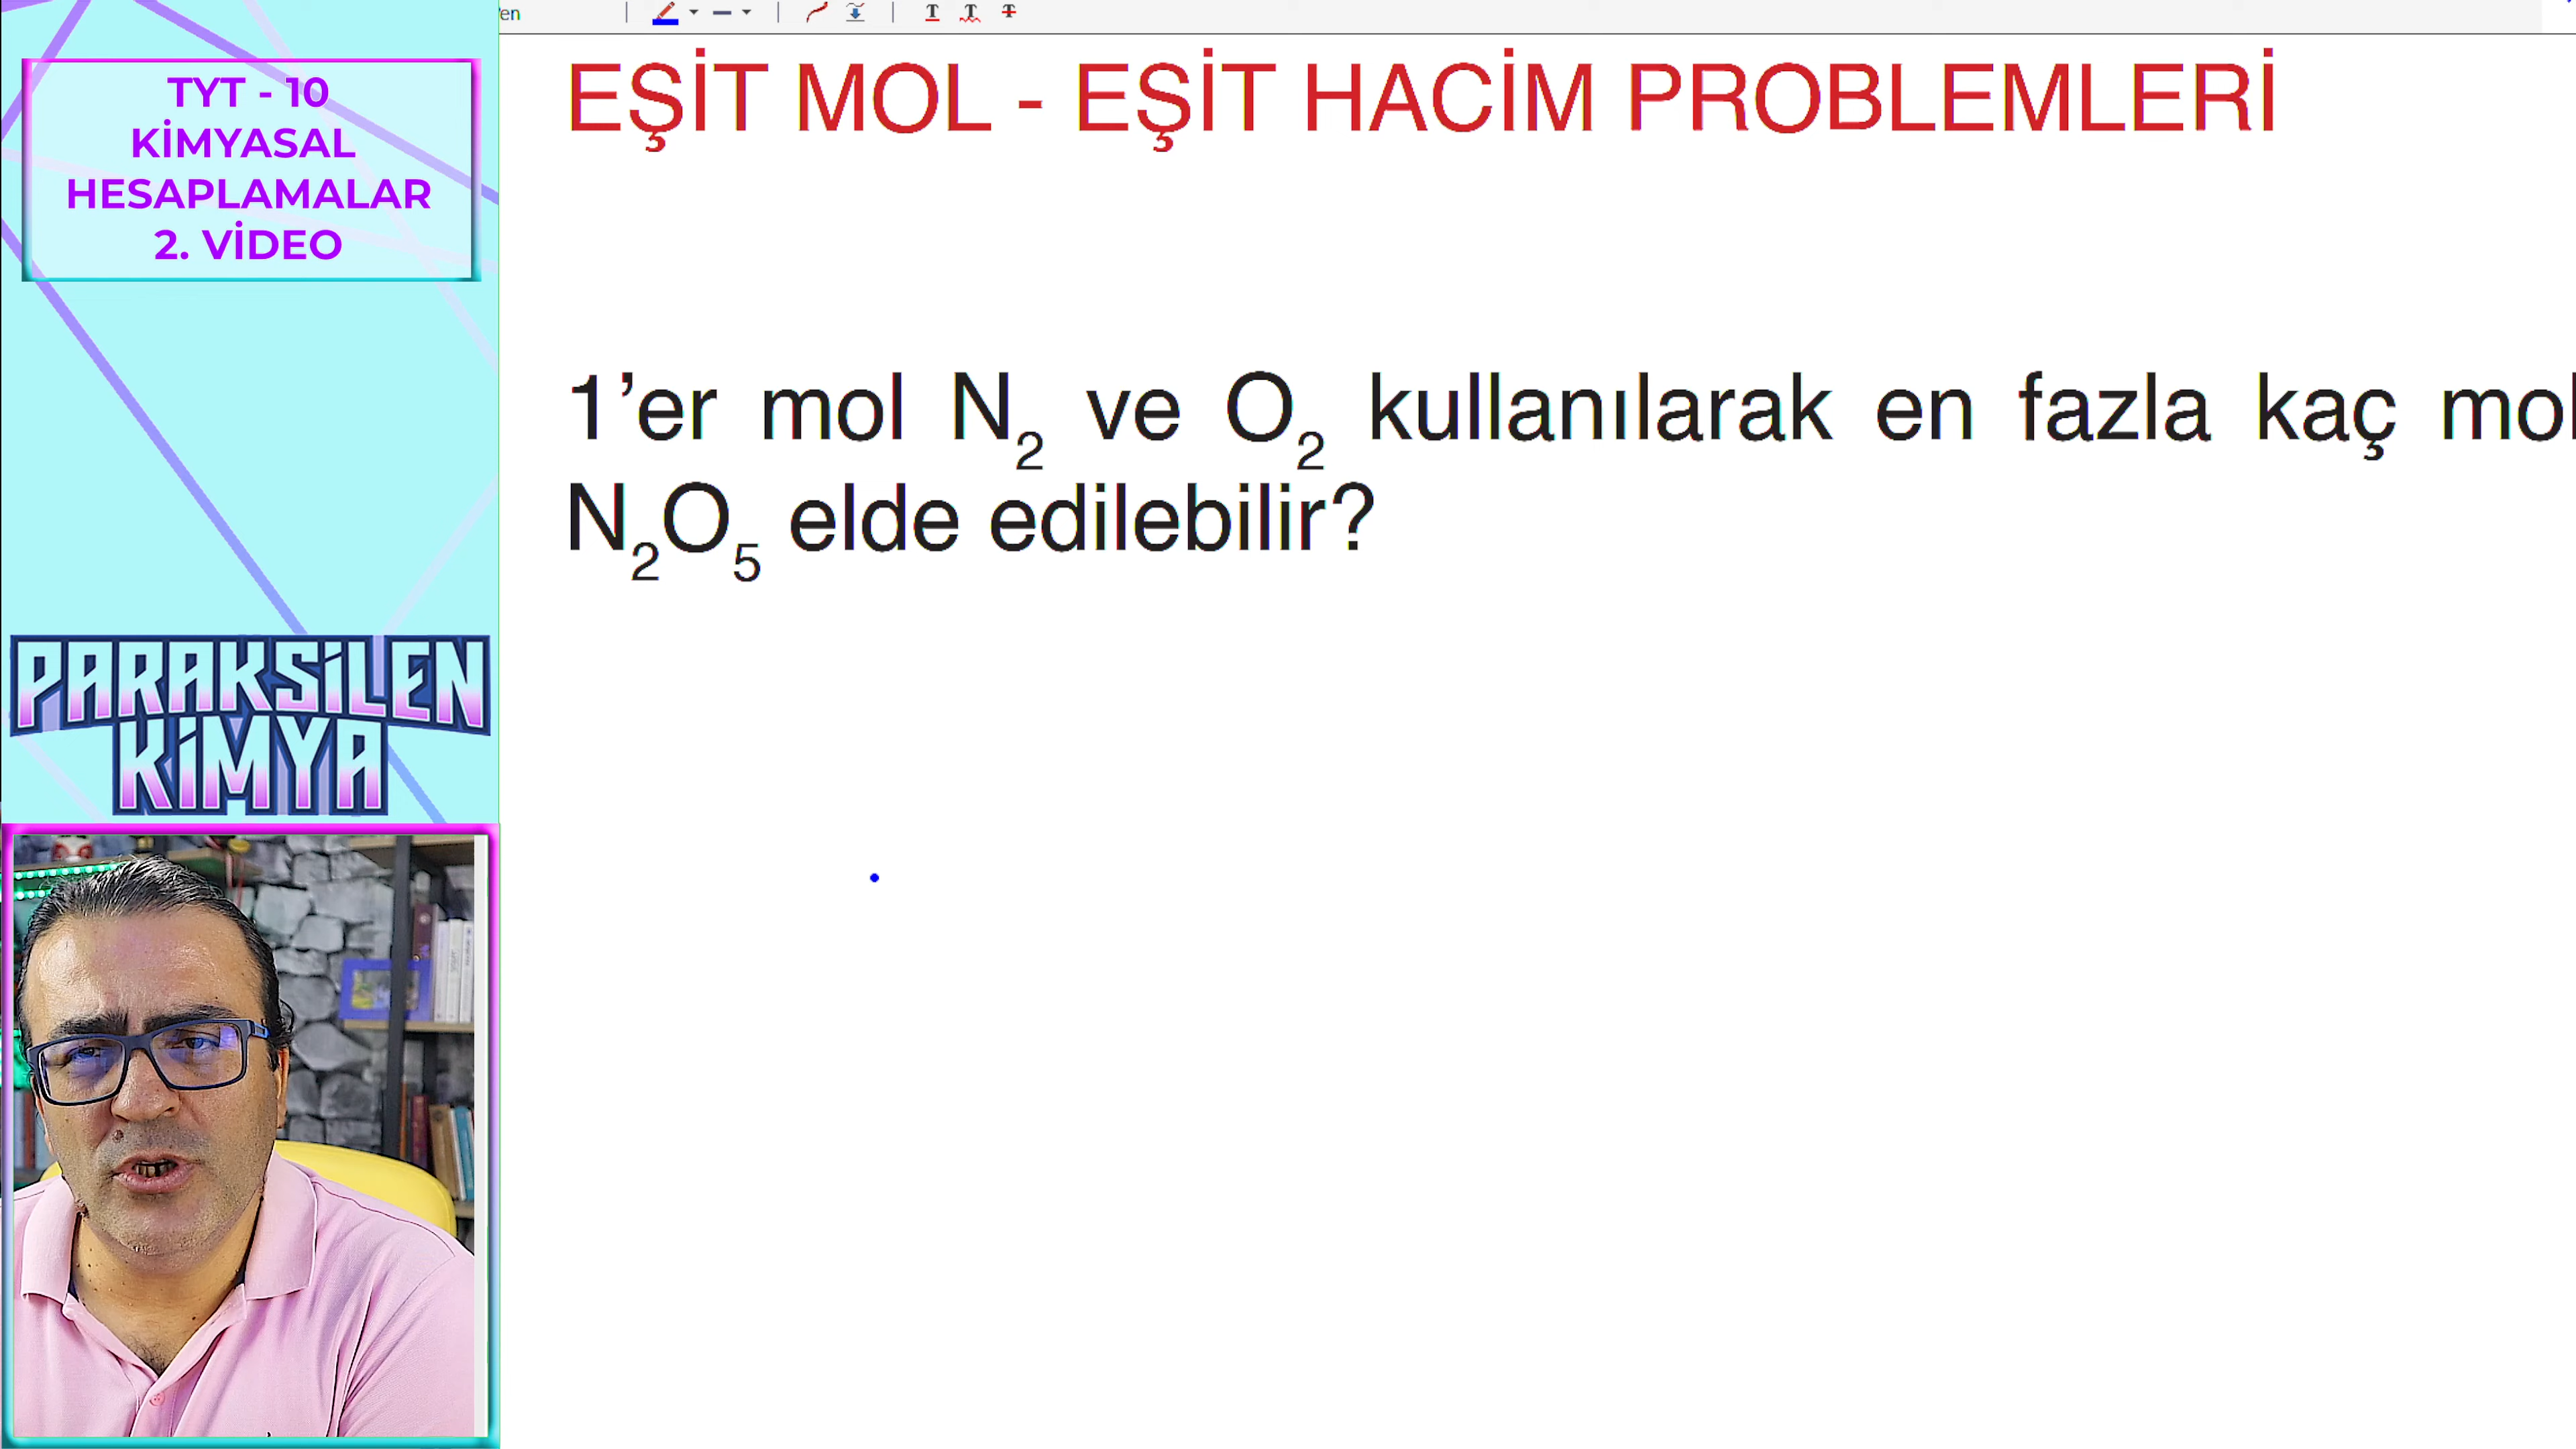 TYT - 10
KİMYASAL
HESAPLAMALAR
2. VİDEO
PARAKSİLEN
KİMYA
EŞİT MOL - EŞİT HACİM PROBLEMLERİ
1’er mol N₂ ve O₂ kullanılarak en fazla kaç mol
N₂O₅ elde edilebilir?